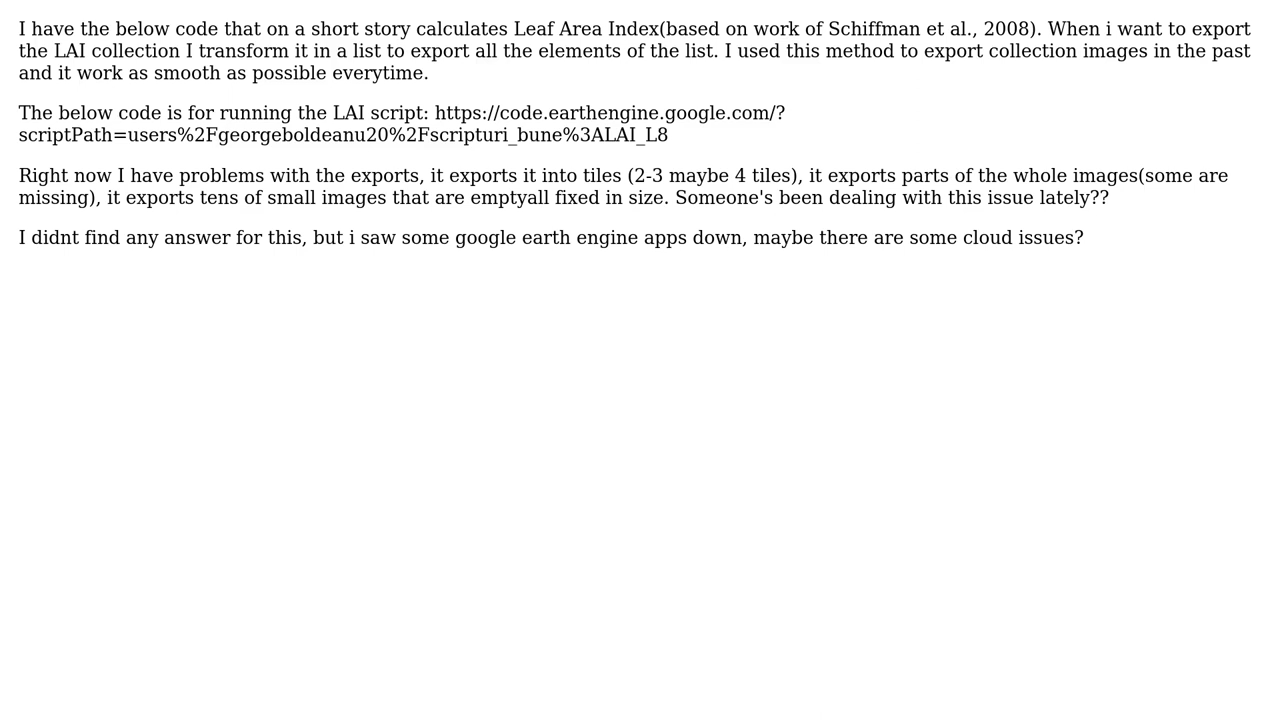 I have the below code that on a short story calculates Leaf Area Index(based on work of Schiffman et al., 2008). When i want to export
the LAI collection I transform it in a list to export all the elements of the list. I used this method to export collection images in the past
and it work as smooth as possible everytime.
The below code is for running the LAI script: https://code.earthengine.google.com/?
scriptPath=users%2Fgeorgeboldeanu20%2Fscripturi_bune%3ALAI_L8
Right now I have problems with the exports, it exports it into tiles (2-3 maybe 4 tiles), it exports parts of the whole images(some are
missing), it exports tens of small images that are emptyall fixed in size. Someone's been dealing with this issue lately??
I didnt find any answer for this, but i saw some google earth engine apps down, maybe there are some cloud issues?